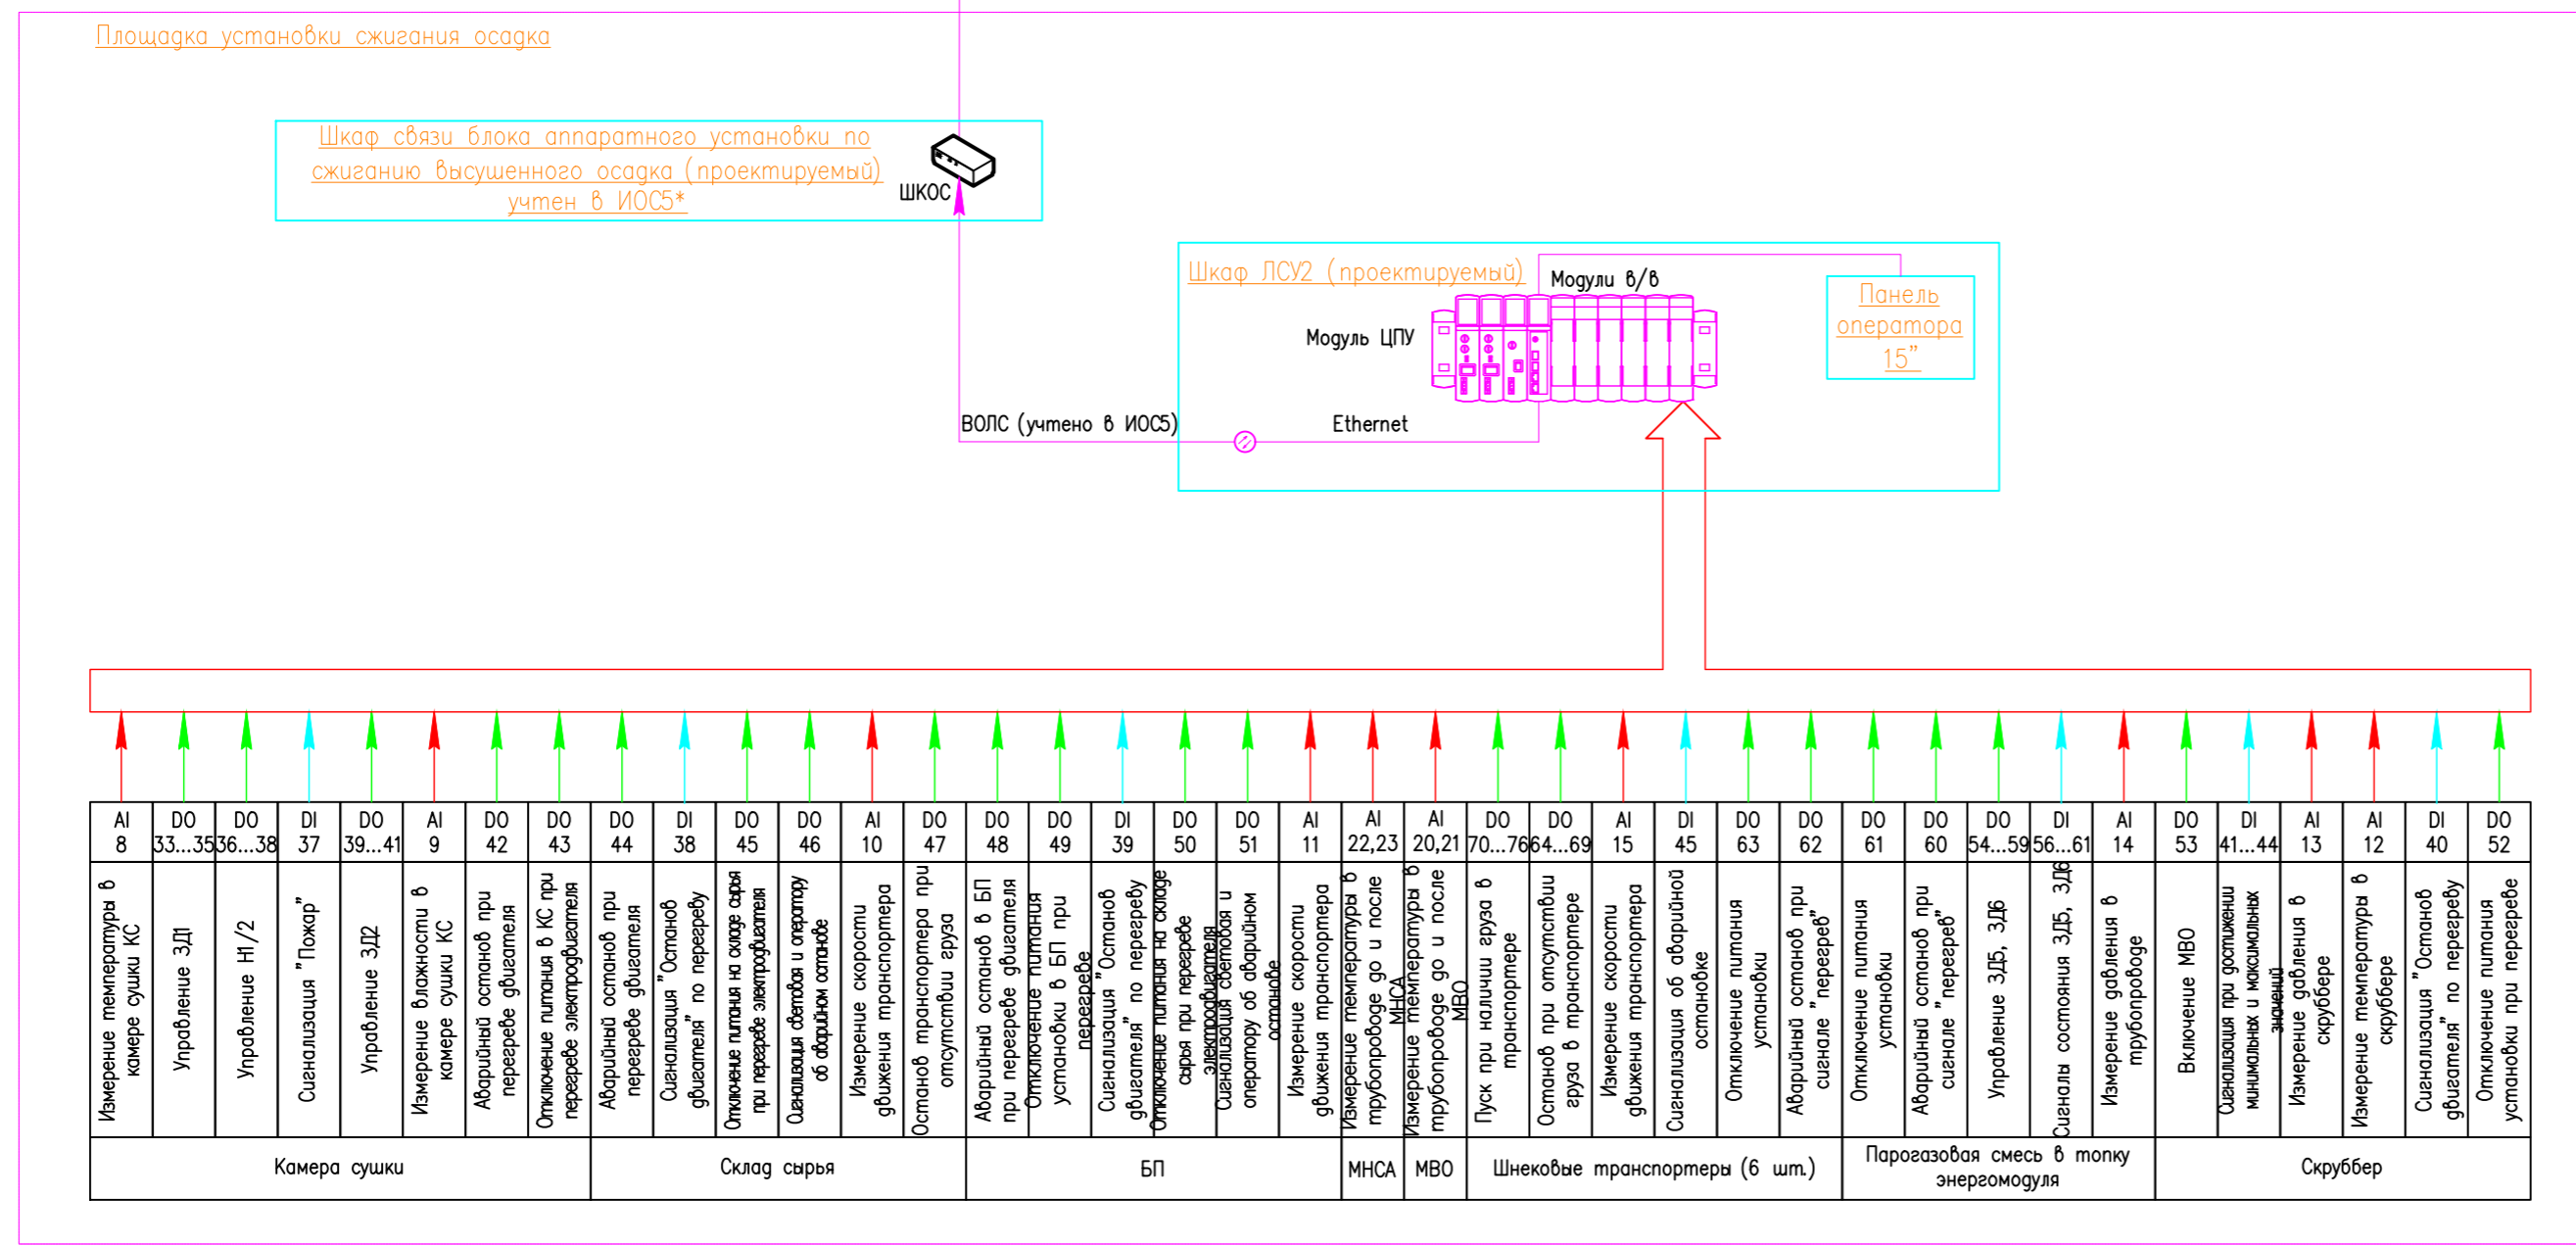 Площадка установки сжигания осадка
Шкаф связи блока аппаратного установки по
сжиганию высушенного осадка (проектируемый)
учтен в ИОС5*
ШКОС
Шкаф ЛСУ2 (проектируемый)
Модули в/в
Модуль ЦПУ
Панель
оператора
15"
ВОЛС (учтено в ИОС5)
Ethernet
AI
8
DO
33...35
DO
36...38
DI
37
DO
39...41
AI
9
DO
42
DO
43
DO
44
DI
38
DO
45
DO
46
AI
10
DO
47
DO
48
DO
49
DI
39
DO
50
DO
51
AI
11
AI
22,23
AI
20,21
DO
70...76
DO
64...69
AI
15
DI
45
DO
63
DO
62
DO
61
DO
60
DO
54...59
DI
56...61
AI
14
DO
53
DI
41...44
AI
13
AI
12
DI
40
DO
52
Измерение температуры в
камере сушки КС
Управление ЗД1
Управление Н1/2
Сигнализация "Пожар"
Управление ЗД2
Измерение влажности в
камере сушки КС
Аварийный останов при
перегреве двигателя
Отключение питания в КС при
перегреве электродвигателя
Аварийный останов при
перегреве двигателя
Сигнализация "Останов
двигателя" по перегреву
Отключение питания на складе сырья
при перегреве электродвигателя
Сигнализация световая и оператору
об аварийном останове
Измерение скорости
движения транспортера
Останов транспортера при
отсутствии груза
Аварийный останов в БП
при перегреве двигателя
Отключение питания
установки в БП при
перегреве
Сигнализация "Останов
двигателя" по перегреву
Отключение питания на складе
сырья при перегреве
электродвигателя
Сигнализация световая и
оператору об аварийном
останове
Измерение скорости
движения транспортера
Измерение температуры в
трубопроводе до и после
МНСА
Измерение температуры в
трубопроводе до и после
МВО
Пуск при наличии груза в
транспортере
Останов при отсутствии
груза в транспортере
Измерение скорости
движения транспортера
Сигнализация об аварийной
остановке
Отключение питания
установки
Аварийный останов при
сигнале "перегрев"
Отключение питания
установки
Аварийный останов при
сигнале "перегрев"
Управление ЗД5, ЗД6
Сигналы состояния ЗД5, ЗД6
Измерение давления в
трубопроводе
Включение МВО
Сигнализация при достижении
минимальных и максимальных
значений
Измерение давления в
скруббере
Измерение температуры в
скруббере
Сигнализация "Останов
двигателя" по перегреву
Отключение питания
установки при перегреве
Камера сушки
Склад сырья
БП
МНСА
МВО
Шнековые транспортеры (6 шт.)
Парогазовая смесь в топку
энергомодуля
Скруббер